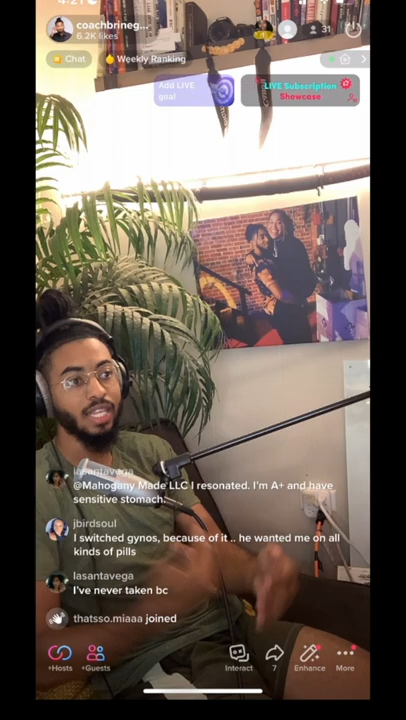 coachbrineg...
6.2K likes
31
Chat
Weekly Ranking
Add LIVE
goal
LIVE Subscription
Showcase
lasantavega
@Mahogany Made LLC I resonated. I'm A+ and have
sensitive stomach.
jbirdsoul
I switched gynos, because of it .. he wanted me on all
kinds of pills
lasantavega
I've never taken bc
thatsso.miaaa joined
+Hosts
+Guests
Interact
7
Enhance
More